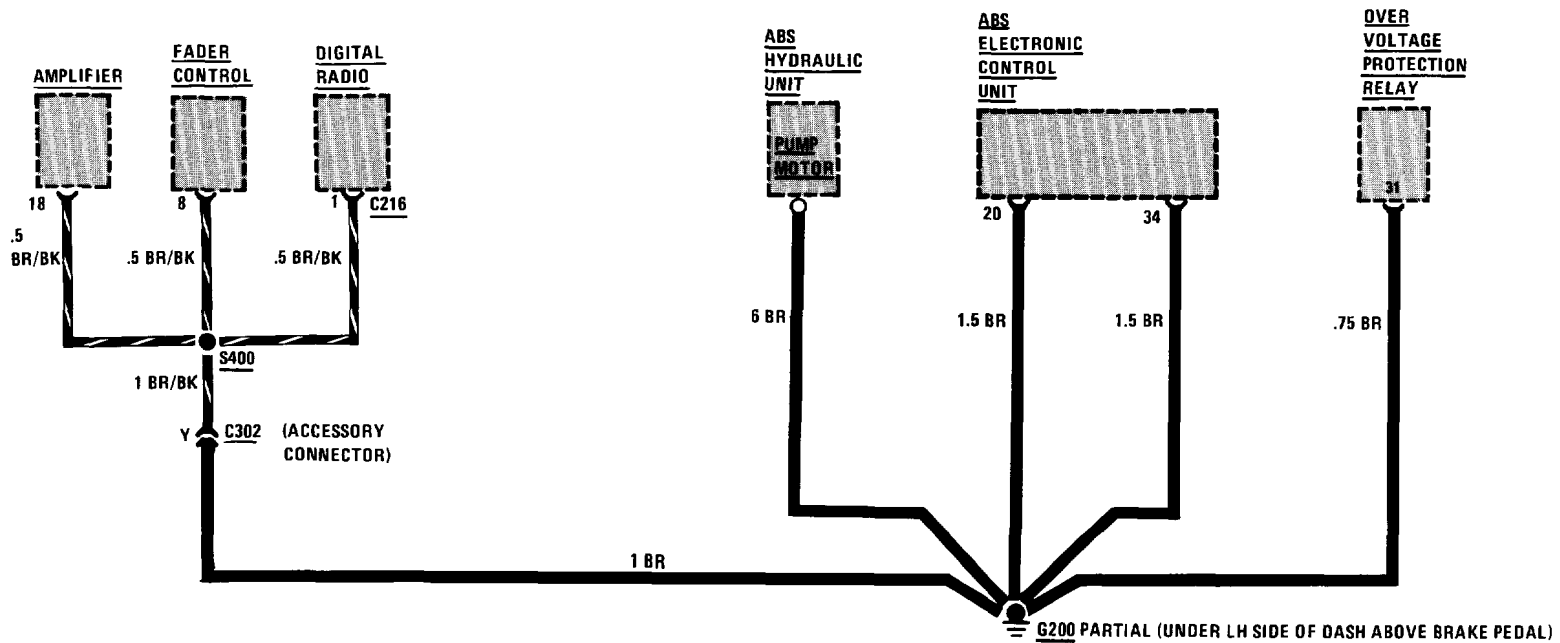 AMPLIFIER
FADER
CONTROL
DIGITAL
RADIO
ABS
HYDRAULIC
UNIT
ABS
ELECTRONIC
CONTROL
UNIT
OVER
VOLTAGE
PROTECTION
RELAY
PUMP
MOTOR
31
18
8
1
C216
20
34
.5
BR/BK
.5 BR/BK
.5 BR/BK
6 BR
1.5 BR
1.5 BR
.75 BR
S400
1 BR/BK
Y C302 (ACCESSORY
CONNECTOR)
1 BR
G200 PARTIAL (UNDER LH SIDE OF DASH ABOVE BRAKE PEDAL)